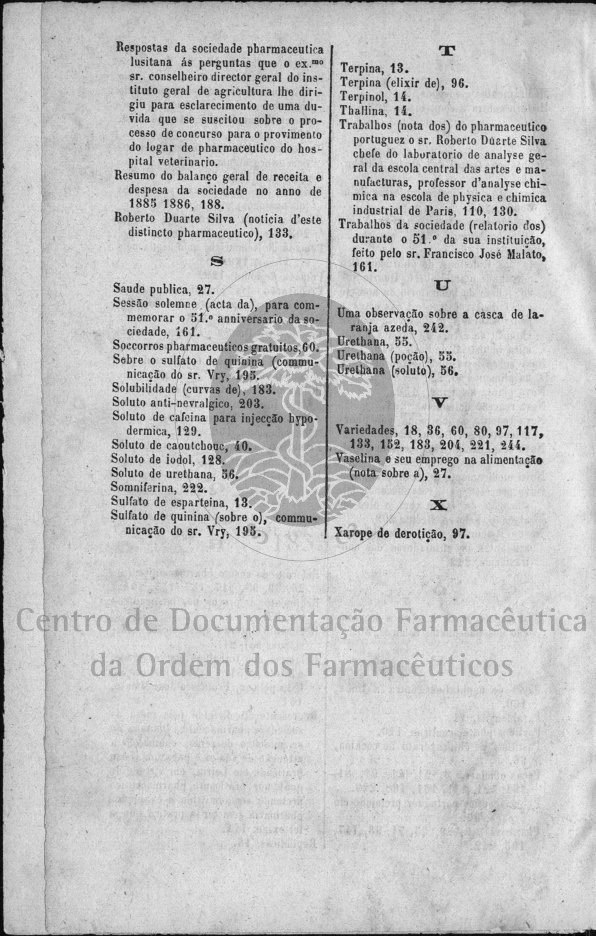 Respostas da sociedade pharmaceutica
lusitana ás perguntas que o ex.mo
sr. conselheiro director geral do ins-
tituto geral de agricultura lhe diri-
giu para esclarecimento de uma du-
vida que se suscitou sobre o pro-
cesso de concurso para o provimento
do logar de pharmaceutico do hos-
pital veterinario.
Resumo do balanço geral de receita e
despesa da sociedade no anno de
1885 1886, 188.
Roberto Duarte Silva (noticia d'este
distincto pharmaceutico), 133.
S
Saude publica, 27.
Sessão solemne (acta da), para com-
memorar o 51.º anniversario da so-
ciedade, 161.
Soccorros pharmaceuticos gratuitos, 60.
Sobre o sulfato de quinina (commu-
nicação do sr. Vry, 195.
Solubilidade (curvas de), 183.
Soluto anti-nevralgico, 203.
Soluto de cafeina para injecção hypo-
dermica, 129.
Soluto de caoutchouc, 40.
Soluto de iodol, 128.
Soluto de urethana, 56.
Somniferina, 222.
Sulfato de esparteina, 13.
Sulfato de quinina (sobre o), commu-
nicação do sr. Vry, 195.
T
Terpina, 13.
Terpina (elixir de), 96.
Terpinol, 14.
Thallina, 14.
Trabalhos (nota dos) do pharmaceutico
portuguez o sr. Roberto Duarte Silva
chefe do laboratorio de analyse ge-
ral da escola central das artes e ma-
nufacturas, professor d'analyse chi-
mica na escola de physica e chimica
industrial de Paris, 110, 130.
Trabalhos da sociedade (relatorio dos)
durante o 51.º da sua instituição,
feito pelo sr. Francisco José Malato,
161.
U
Uma observação sobre a casca de la-
ranja azeda, 242.
Urethana, 55.
Urethana (poção), 55.
Urethana (soluto), 56.
V
Variedades, 18, 36, 60, 80, 97, 117,
133, 152, 183, 204, 221, 244.
Vaselina e seu emprego na alimentação
(nota sobre a), 27.
X
Xarope de derotição, 97.
Centro de Documentação Farmacêutica
da Ordem dos Farmacêuticos